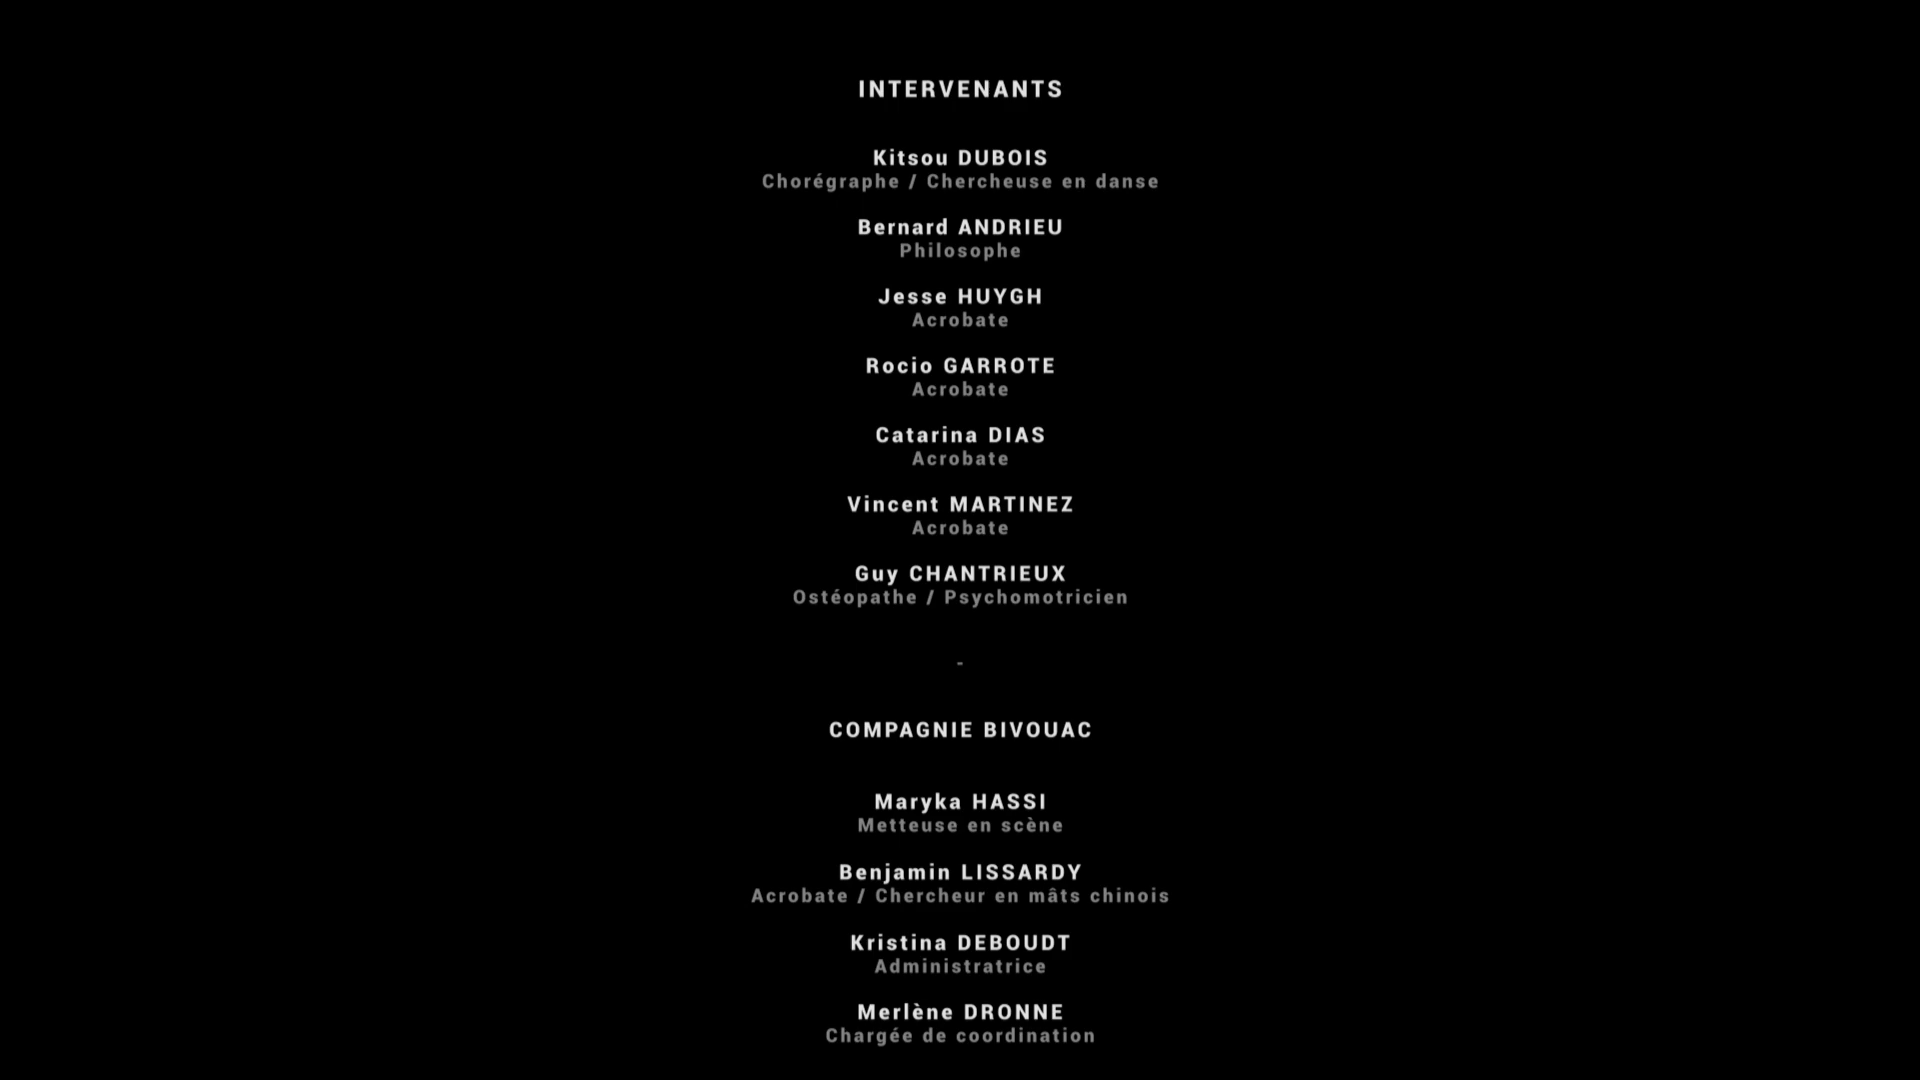 INTERVENANTS
Kitsou DUBOIS
Chorégraphe / Chercheuse en danse
Bernard ANDRIEU
Philosophe
Jesse HUYGH
Acrobate
Rocio GARROTE
Acrobate
Catarina DIAS
Acrobate
Vincent MARTINEZ
Acrobate
Guy CHANTRIEUX
Ostéopathe / Psychomotricien
-
COMPAGNIE BIVOUAC
Maryka HASSI
Metteuse en scène
Benjamin LISSARDY
Acrobate / Chercheur en mâts chinois
Kristina DEBOUDT
Administratrice
Merlène DRONNE
Chargée de coordination